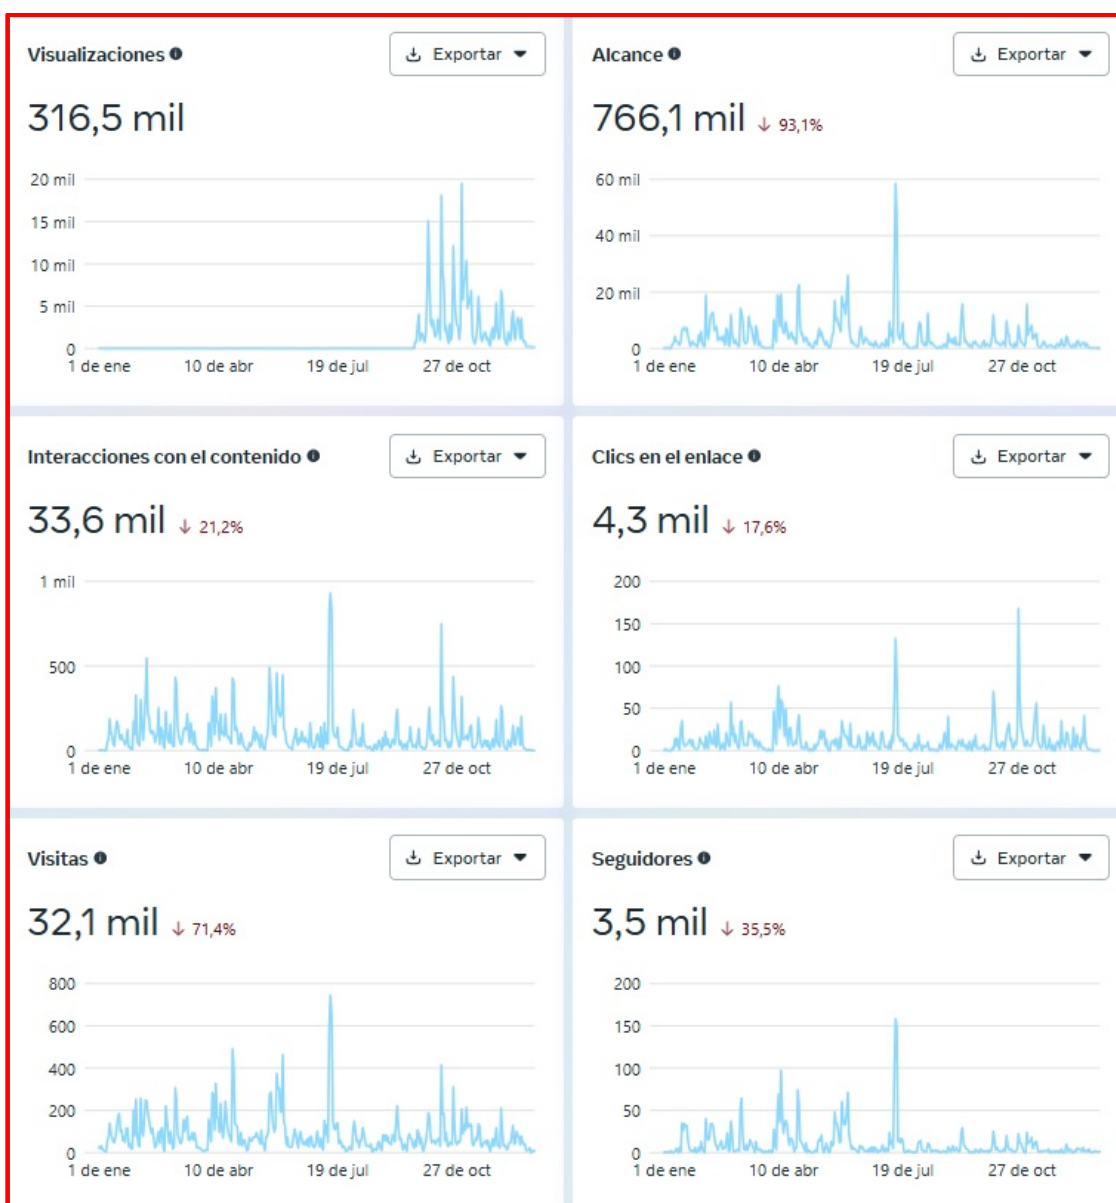 Visualizaciones
Exportar
316,5 mil
20 mil
15 mil
10 mil
5 mil
0
1 de ene
10 de abr
19 de jul
27 de oct
Alcance
Exportar
766,1 mil ↓ 93,1%
60 mil
40 mil
20 mil
0
1 de ene
10 de abr
19 de jul
27 de oct
Interacciones con el contenido
Exportar
33,6 mil ↓ 21,2%
1 mil
500
0
1 de ene
10 de abr
19 de jul
27 de oct
Clics en el enlace
Exportar
4,3 mil ↓ 17,6%
200
150
100
50
0
1 de ene
10 de abr
19 de jul
27 de oct
Visitas
Exportar
32,1 mil ↓ 71,4%
800
600
400
200
0
1 de ene
10 de abr
19 de jul
27 de oct
Seguidores
Exportar
3,5 mil ↓ 35,5%
200
150
100
50
0
1 de ene
10 de abr
19 de jul
27 de oct